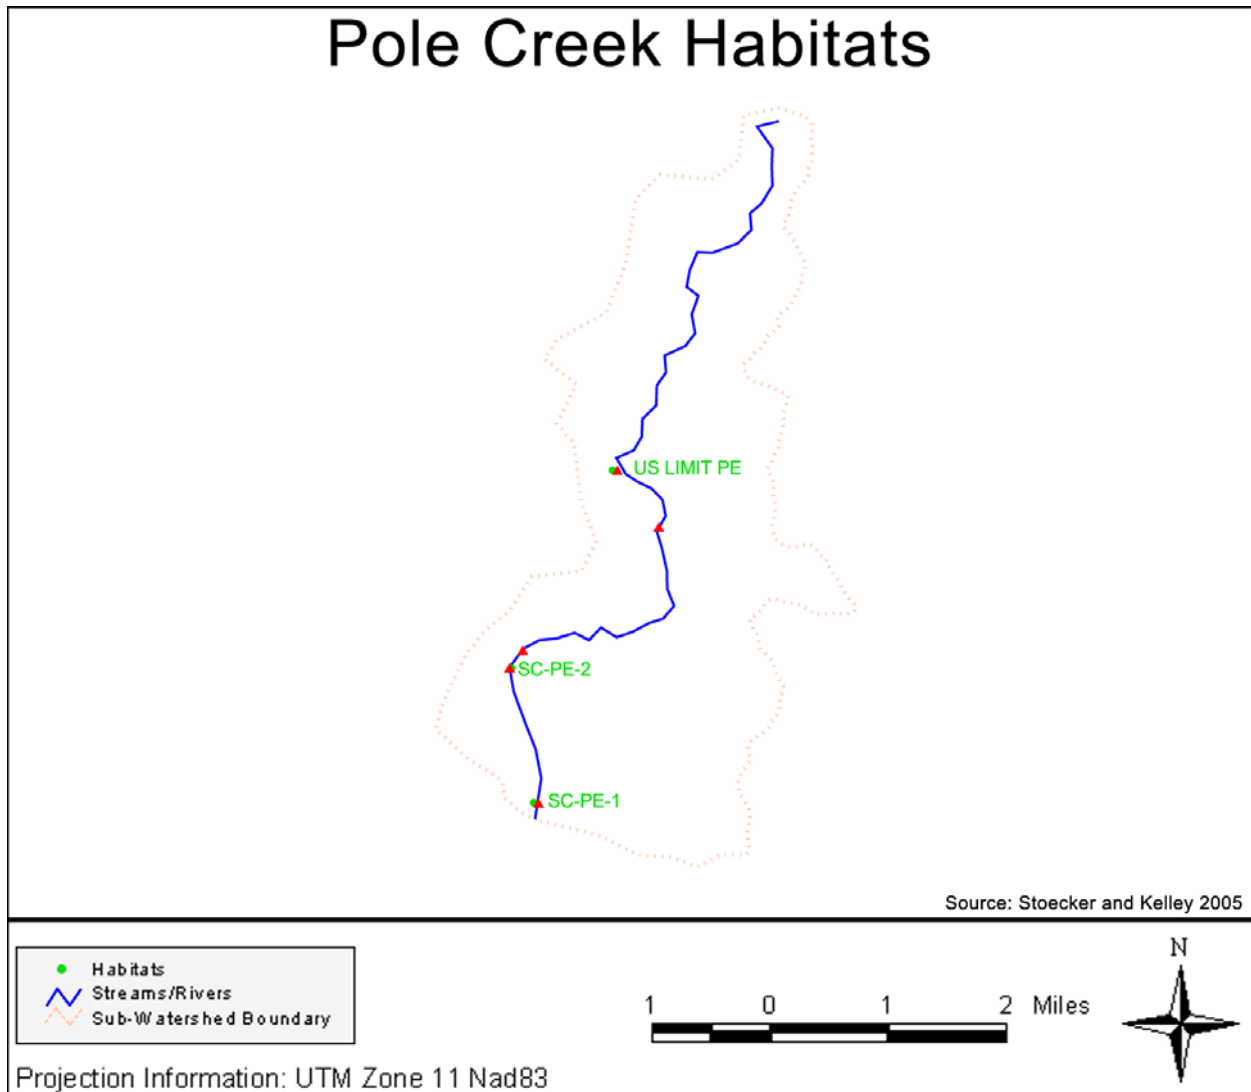 Pole Creek Habitats
US LIMIT PE
SC-PE-2
SC-PE-1
Source: Stoecker and Kelley 2005
Habitats
Streams/Rivers
Sub-Watershed Boundary
1 0 1 2 Miles
N
Projection Information: UTM Zone 11 Nad83